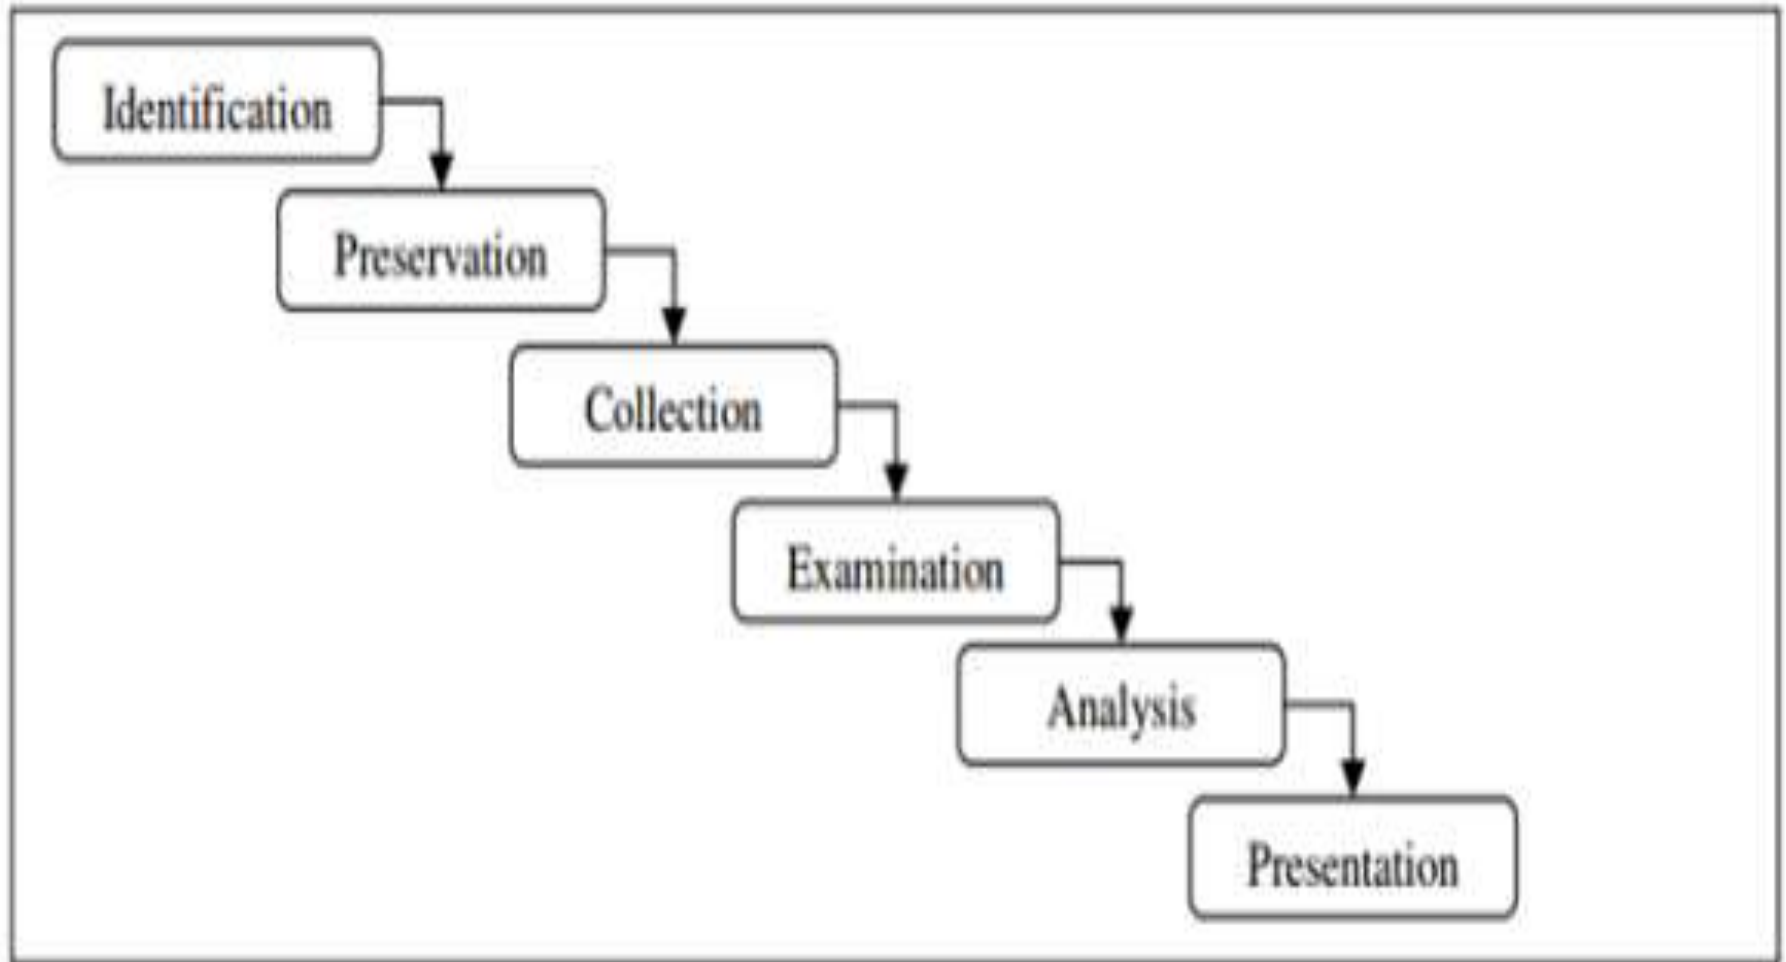 Identification
Preservation
Collection
Examination
Analysis
Presentation